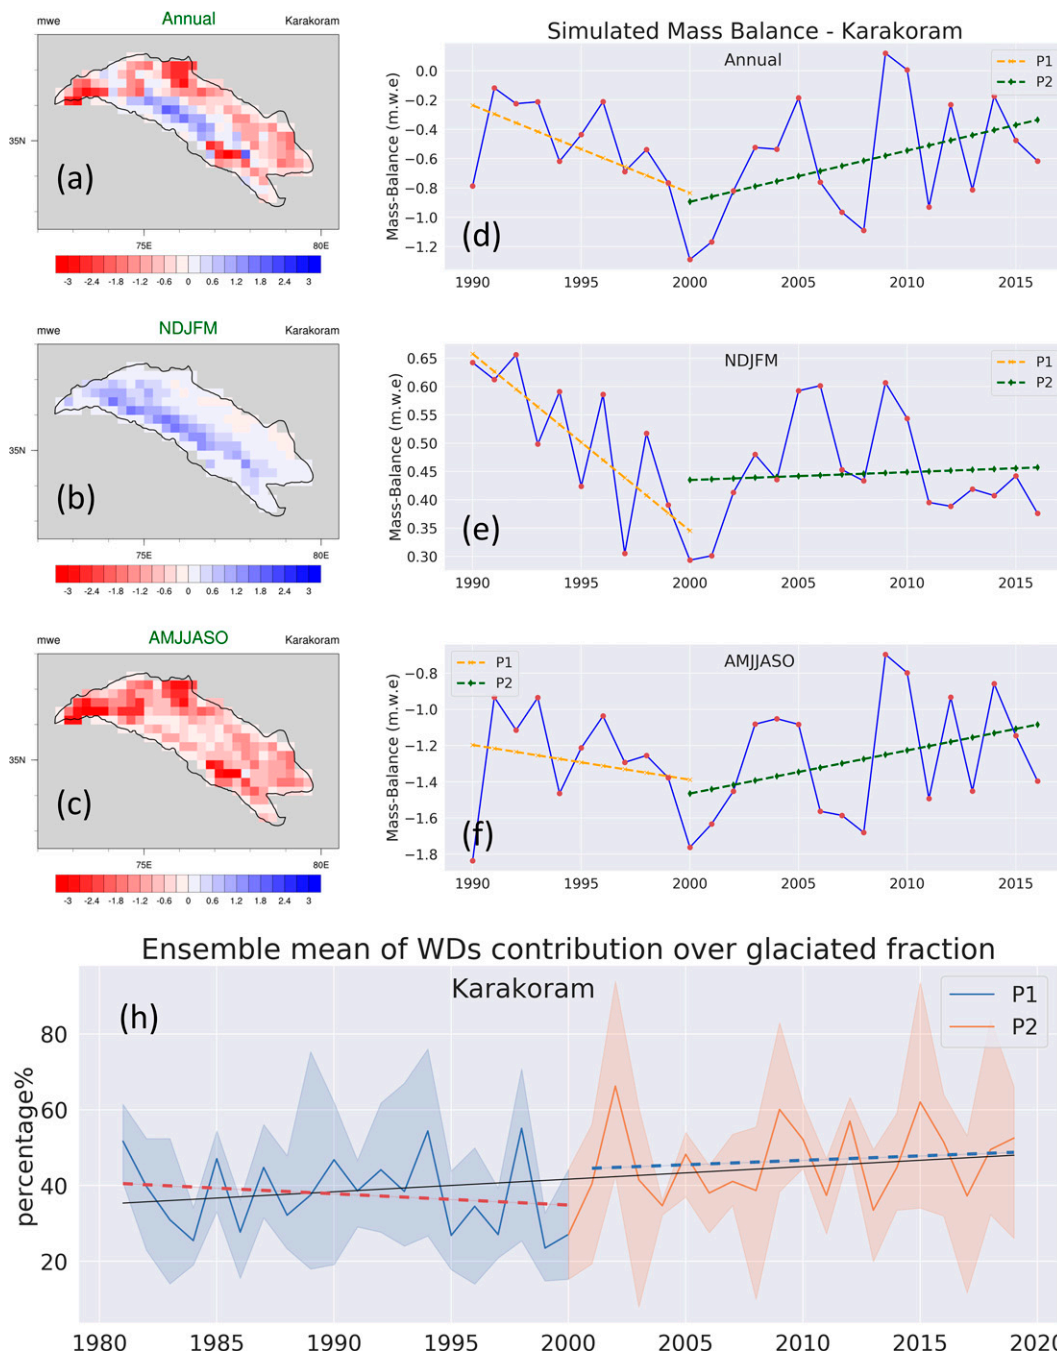 mwe Annual Karakoram
35N
(a)
75E 80E
-3 -2.4 -1.8 -1.2 -0.6 0 0.6 1.2 1.8 2.4 3
mwe NDJFM Karakoram
35N
(b)
75E 80E
-3 -2.4 -1.8 -1.2 -0.6 0 0.6 1.2 1.8 2.4 3
mwe AMJJASO Karakoram
35N
(c)
75E 80E
-3 -2.4 -1.8 -1.2 -0.6 0 0.6 1.2 1.8 2.4 3
Simulated Mass Balance - Karakoram
Annual
P1
P2
Mass-Balance (m.w.e)
0.0
−0.2
−0.4
−0.6
−0.8
−1.0
−1.2
(d)
1990 1995 2000 2005 2010 2015
NDJFM
P1
P2
Mass-Balance (m.w.e)
0.65
0.60
0.55
0.50
0.45
0.40
0.35
0.30
(e)
1990 1995 2000 2005 2010 2015
AMJJASO
P1
P2
Mass-Balance (m.w.e)
−0.8
−1.0
−1.2
−1.4
−1.6
−1.8
(f)
1990 1995 2000 2005 2010 2015
Ensemble mean of WDs contribution over glaciated fraction
Karakoram
(h)
P1
P2
percentage%
80
60
40
20
1980 1985 1990 1995 2000 2005 2010 2015 2020